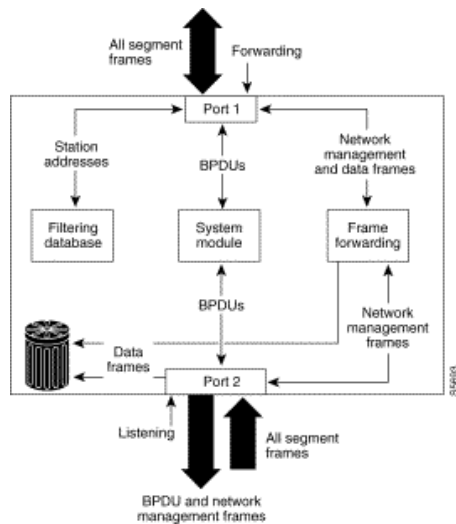 All segment
frames
Forwarding
Port 1
Station
addresses
BPDUs
Network
management
and data frames
Filtering
database
System
module
Frame
forwarding
BPDUs
Network
management
frames
Data
frames
Port 2
S5693
Listening
All segment
frames
BPDU and network
management frames